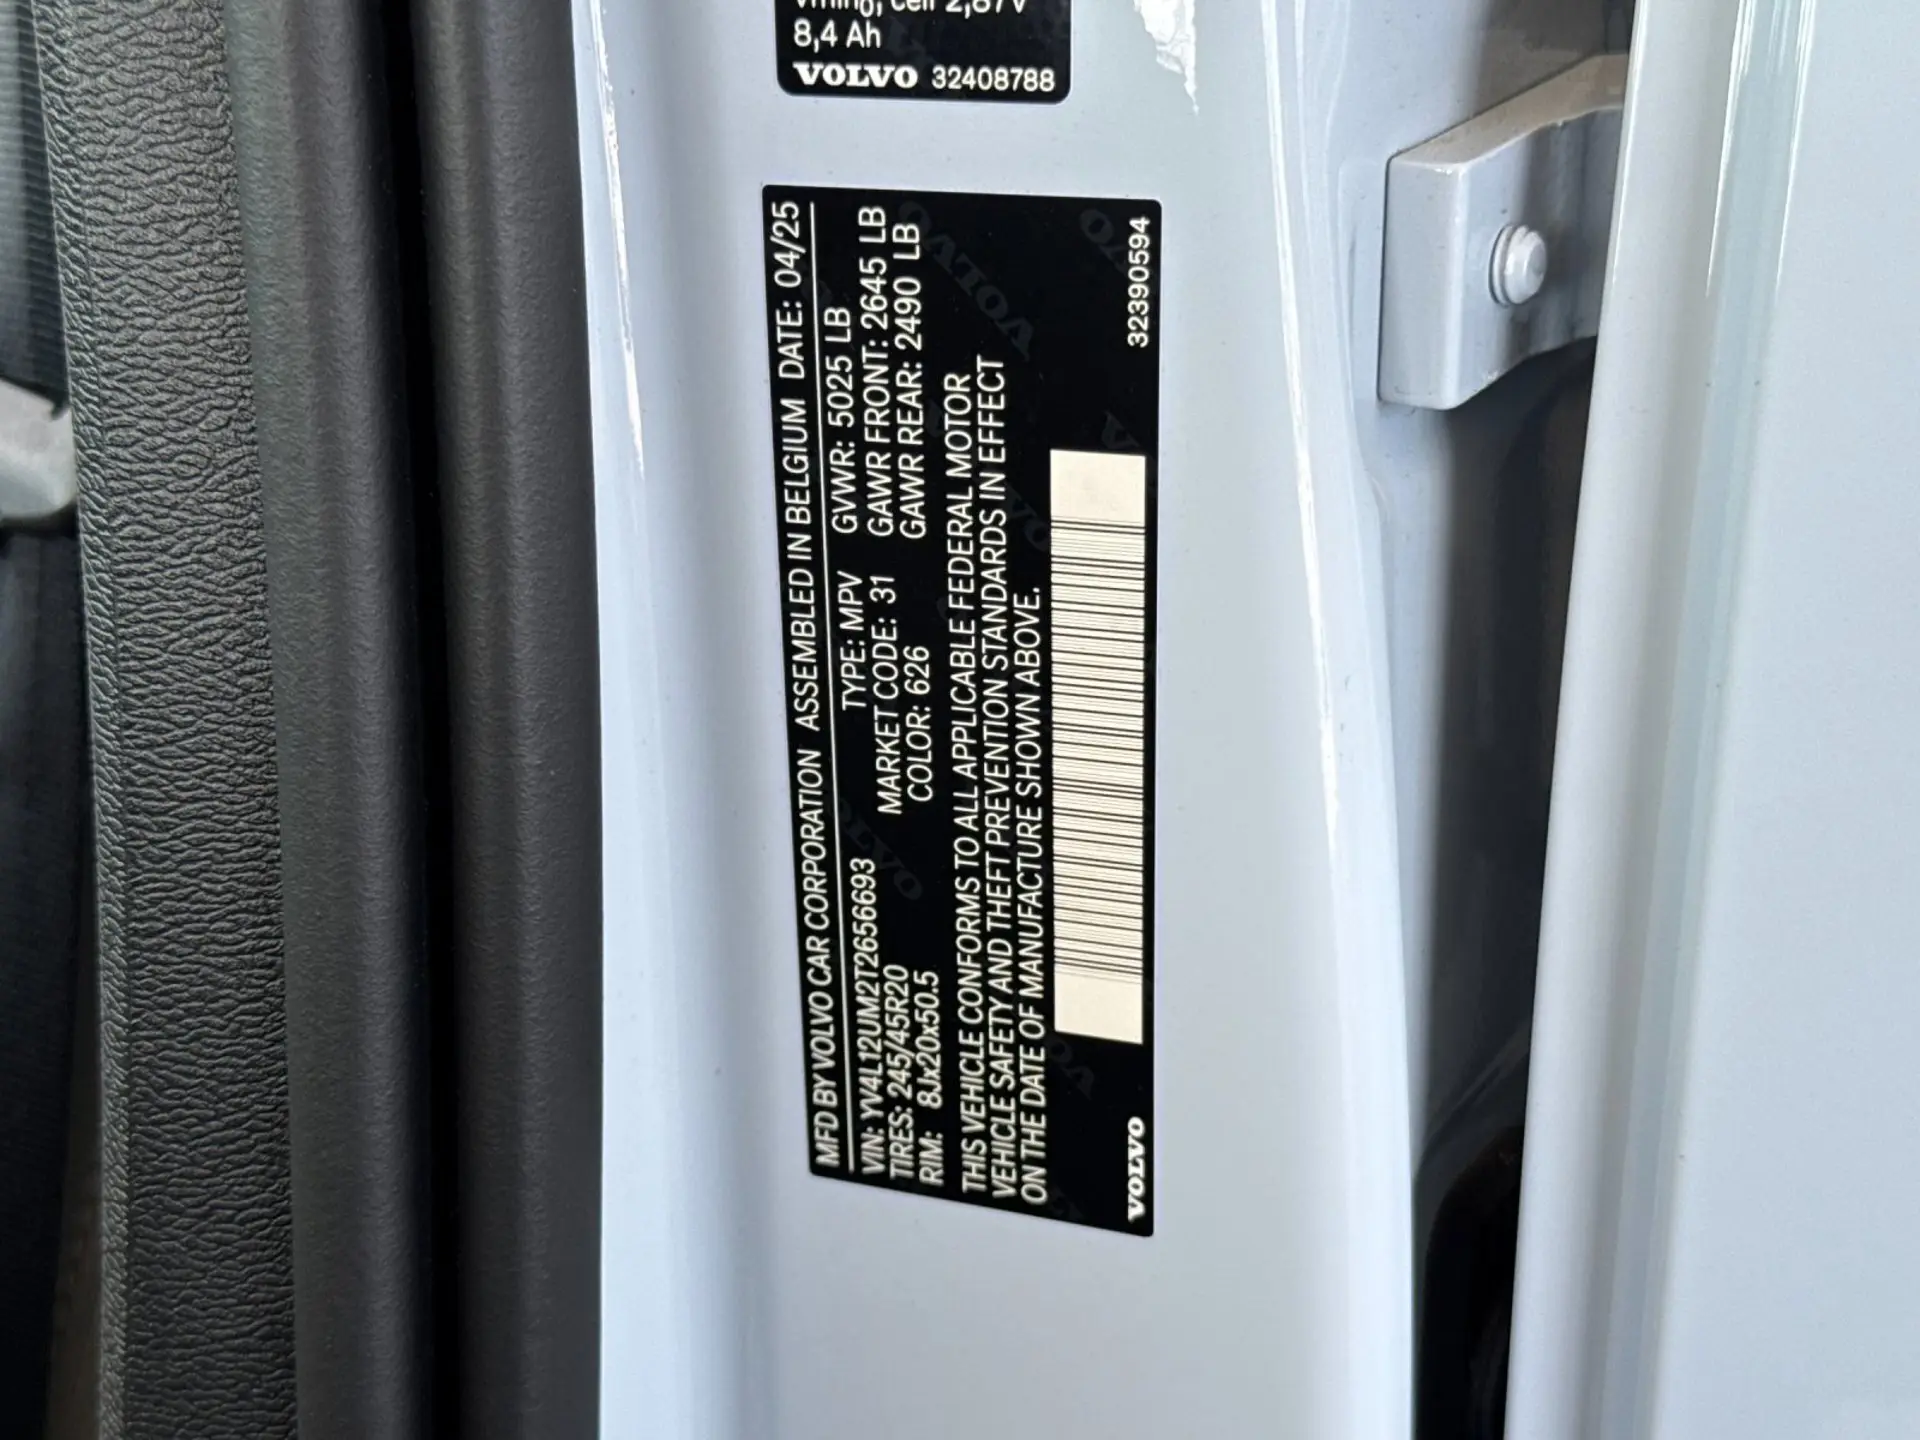 8,4 Ah
VOLVO 32408788
MFD BY VOLVO CAR CORPORATION ASSEMBLED IN BELGIUM DATE: 04/25
VIN: YV4L12UM2T2656693 TYPE: MPV GVWR: 5025 LB
TIRES: 245/45R20 MARKET CODE: 31 GAWR FRONT: 2645 LB
RIM: 8Jx20x50.5 COLOR: 626 GAWR REAR: 2490 LB
THIS VEHICLE CONFORMS TO ALL APPLICABLE FEDERAL MOTOR
VEHICLE SAFETY AND THEFT PREVENTION STANDARDS IN EFFECT
ON THE DATE OF MANUFACTURE SHOWN ABOVE.
VOLVO 32390594